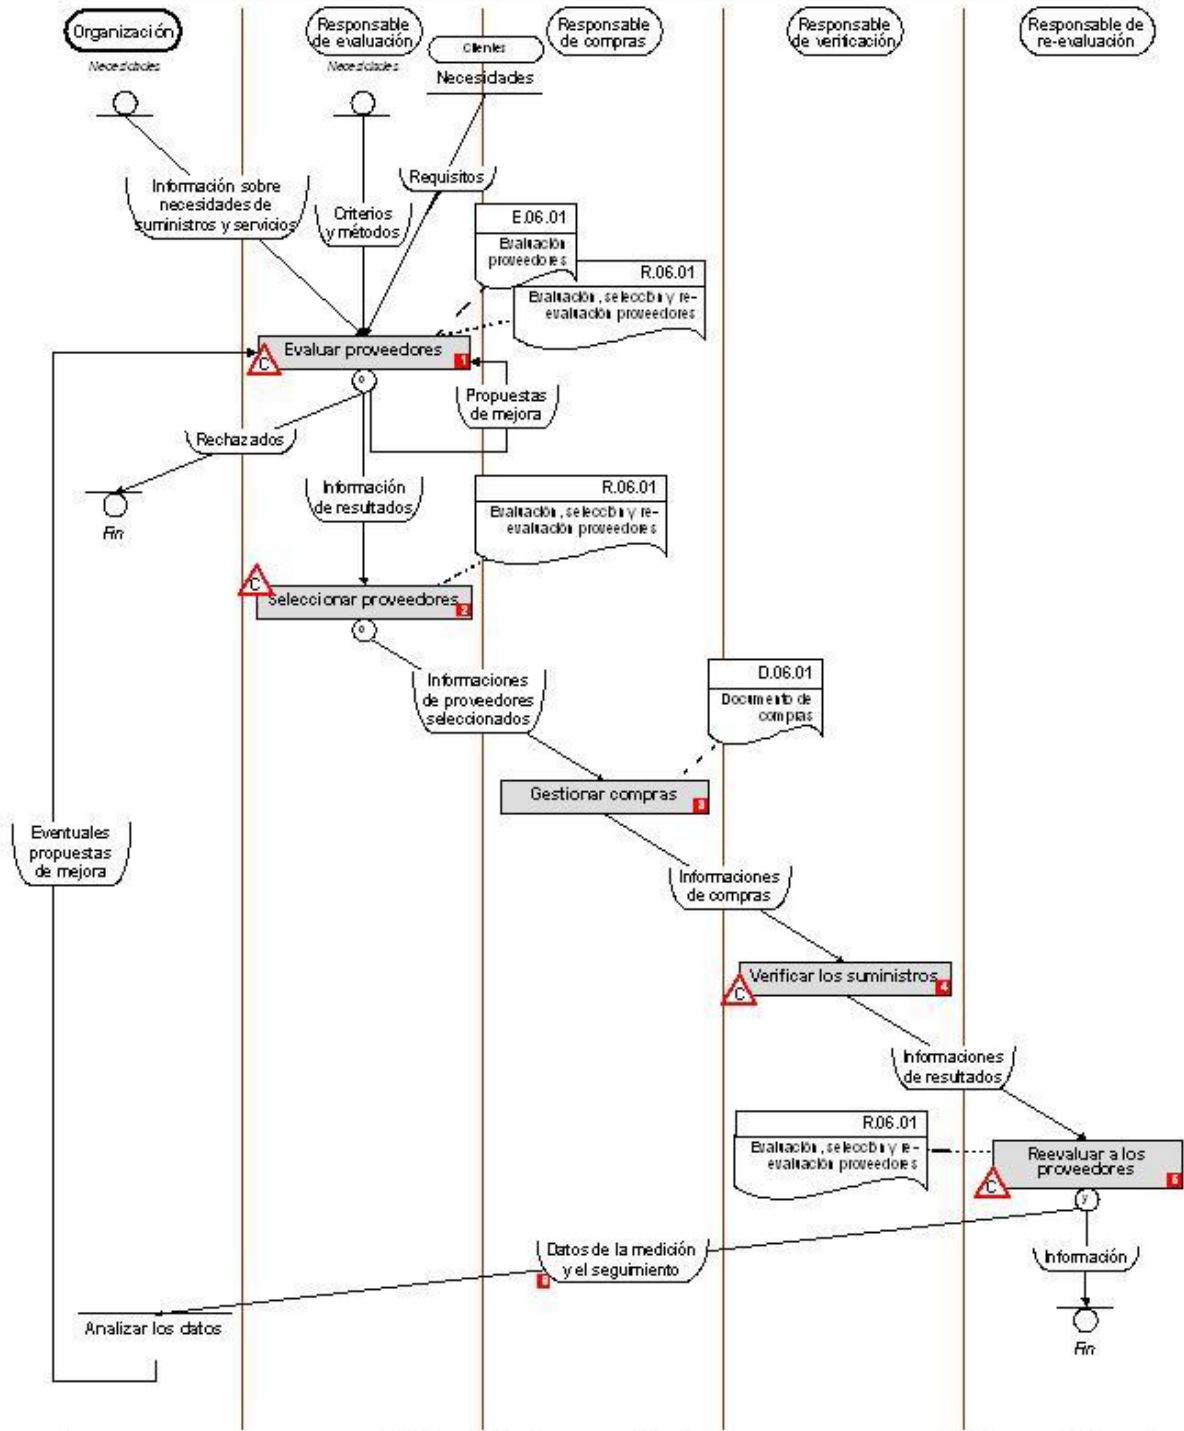 Organización
Necesidades
Responsable
de evaluación
Necesidades
Clientes
Necesidades
Responsable
de compras
Responsable
de verificación
Responsable de
re-evaluación
Información sobre
necesidades de
suministros y servicios
Criterios
y métodos
Requisitos
E.06.01
Evaluación
proveedores
R.06.01
Evaluación, selección y re-
evaluación proveedores
C
Evaluar proveedores
1
o
Propuestas
de mejora
Rechazados
Fin
Información
de resultados
R.06.01
Evaluación, selección y re-
evaluación proveedores
C
Seleccionar proveedores
2
o
Informaciones
de proveedores
seleccionados
D.06.01
Documento de
compras
Gestionar compras
3
Eventuales
propuestas
de mejora
Informaciones
de compras
C
Verificar los suministros
4
Informaciones
de resultados
R.06.01
Evaluación, selección y re-
evaluación proveedores
C
Reevaluar a los
proveedores
5
y
Datos de la medición
y el seguimiento
Información
Fin
Analizar los datos